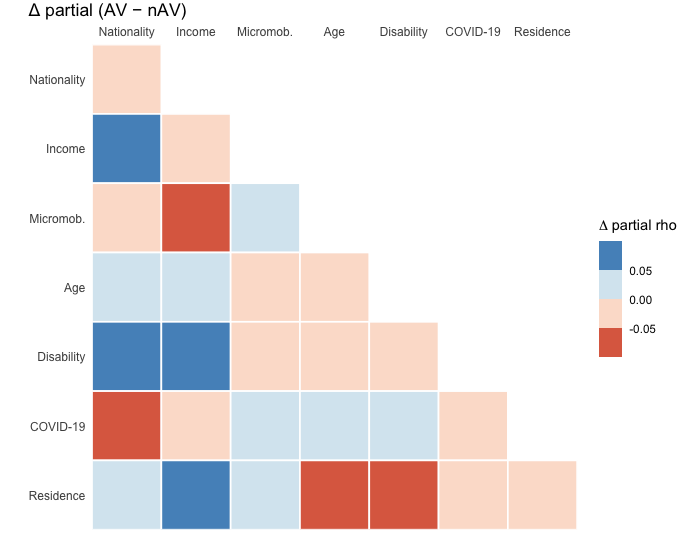 Δ partial (AV − nAV)
Nationality Income Micromob. Age Disability COVID-19 Residence
Nationality
Income
Micromob.
Age
Disability
COVID-19
Residence
Δ partial rho
0.05
0.00
-0.05